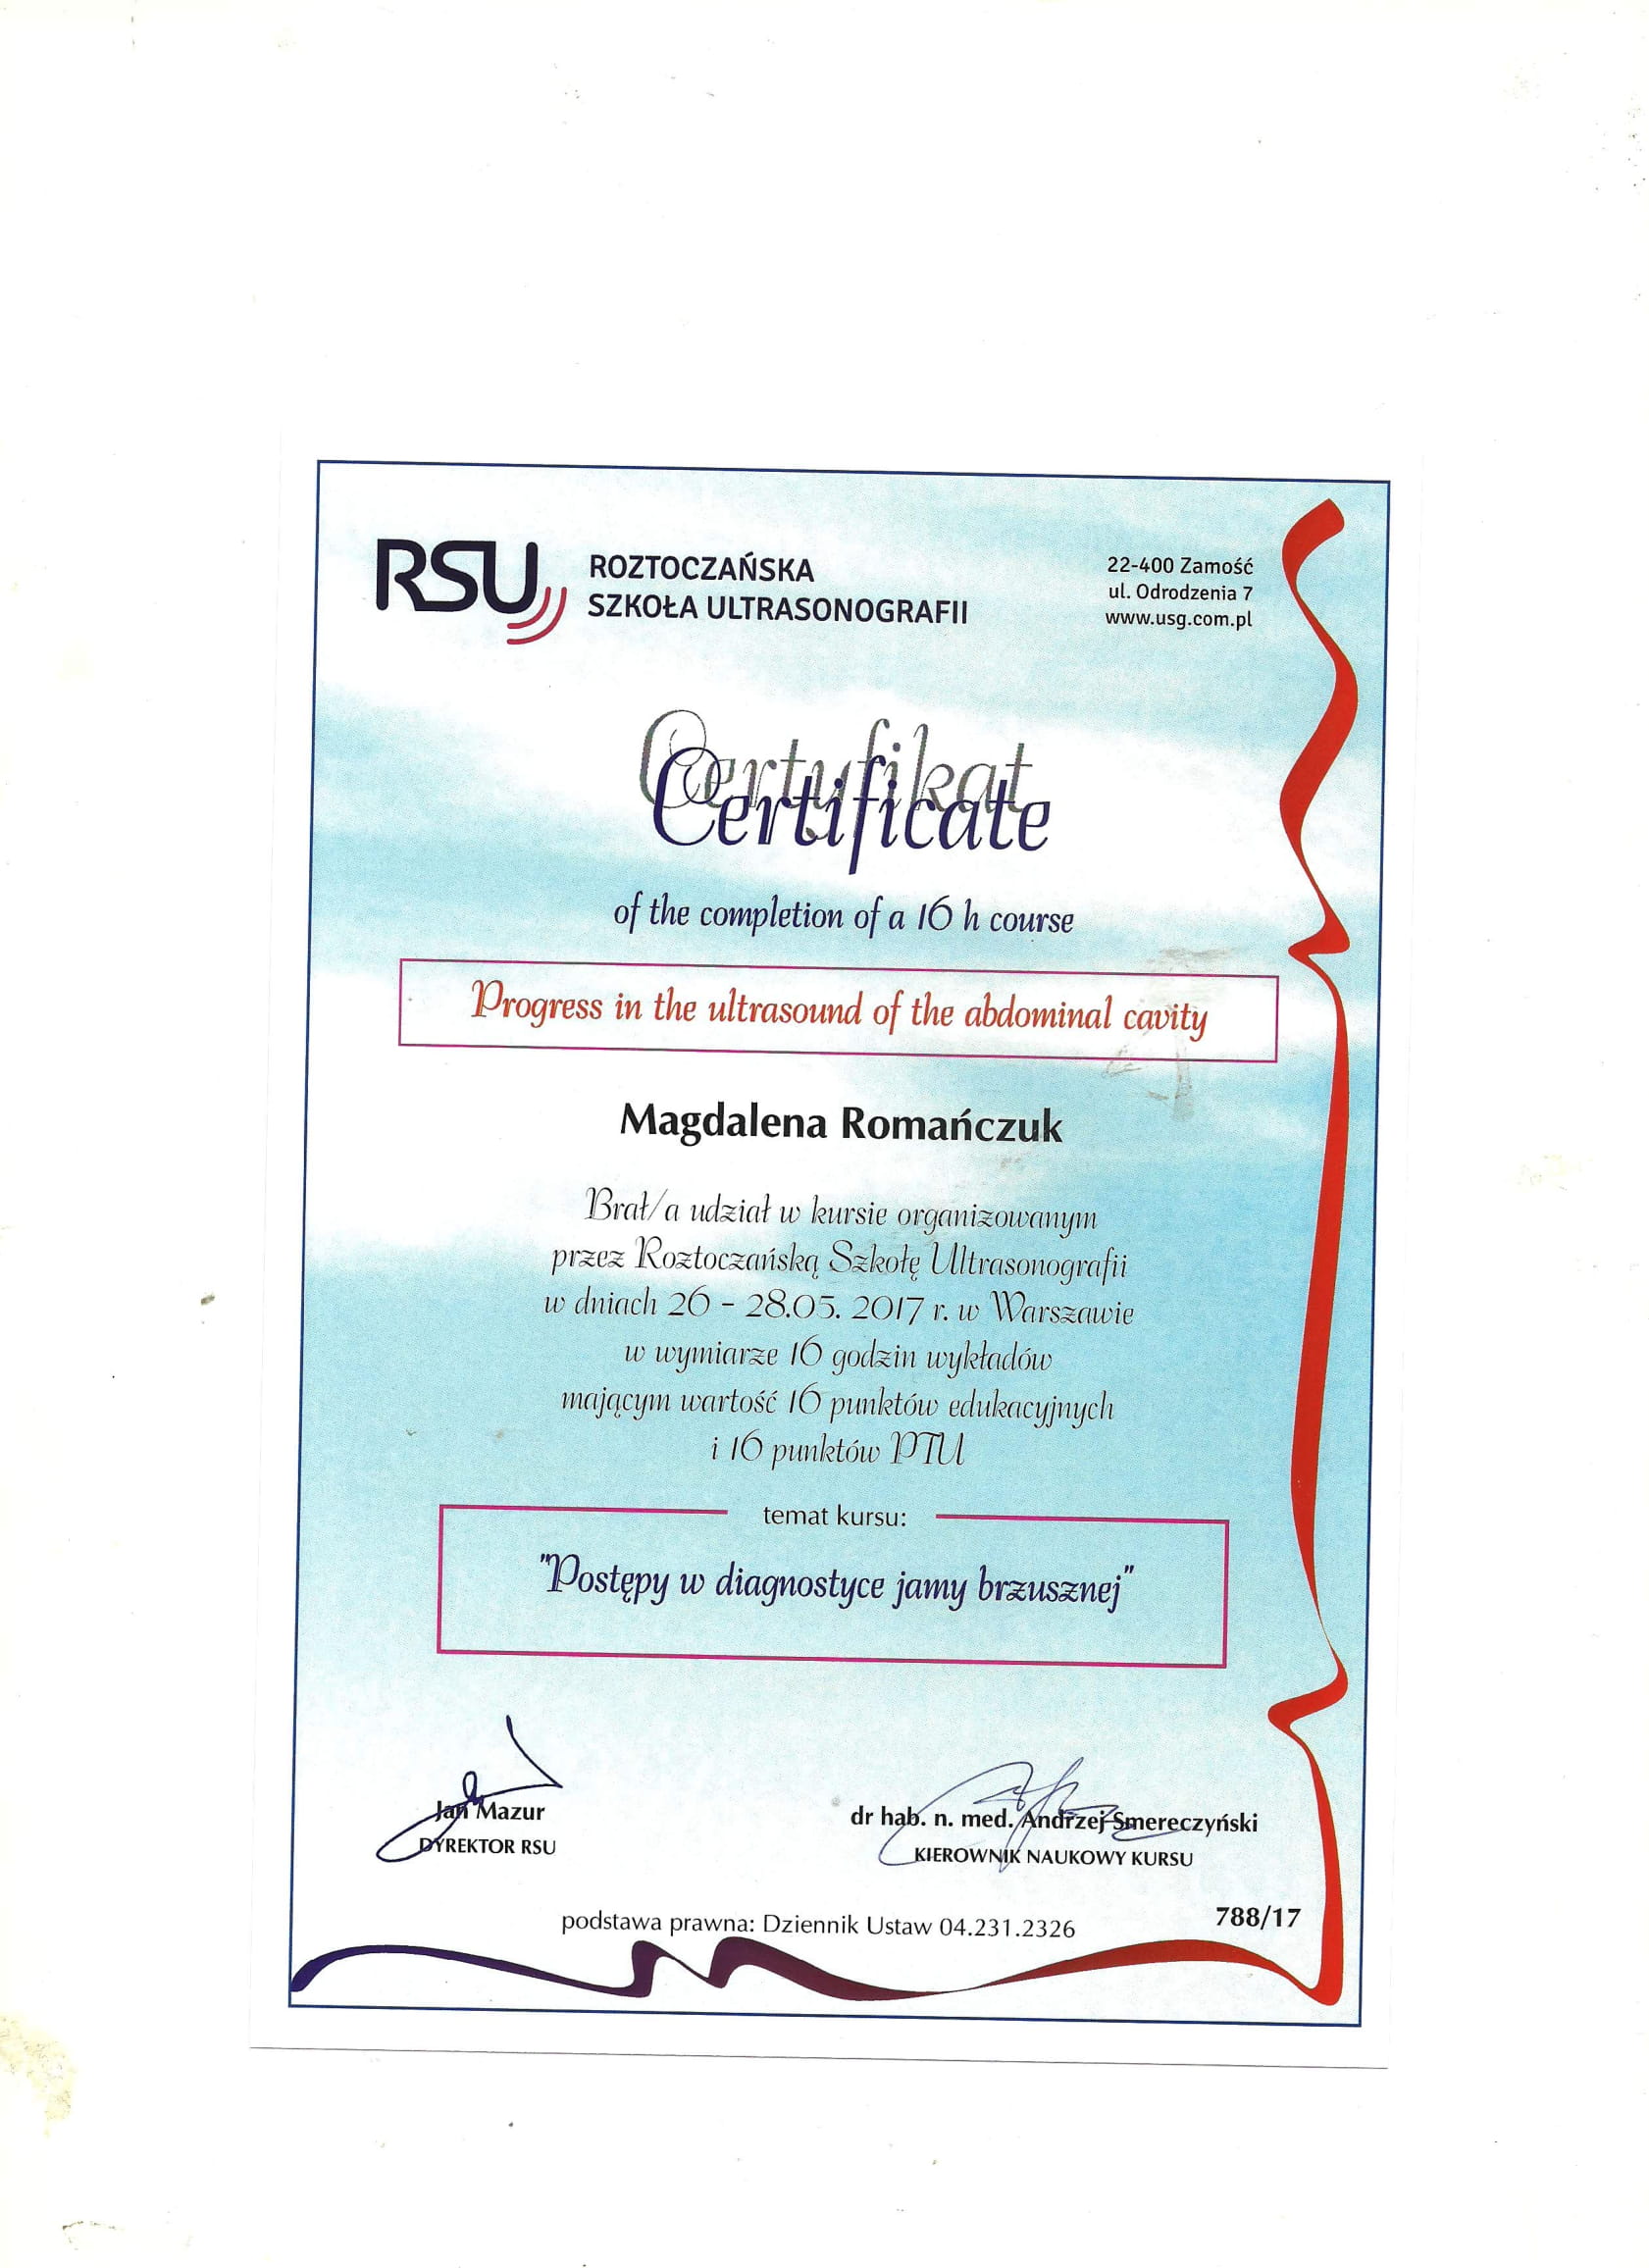 RSU
ROZTOCZAŃSKA
SZKOŁA ULTRASONOGRAFII
22-400 Zamość
ul. Odrodzenia 7
www.usg.com.pl
Certyfikat
Certificate
of the completion of a 16 h course
Progress in the ultrasound of the abdominal cavity
Magdalena Romańczuk
Brał/a udział w kursie organizowanym
przez Roztoczańską Szkołę Ultrasonografii
w dniach 26 - 28.05. 2017 r. w Warszawie
w wymiarze 16 godzin wykładów
mającym wartość 16 punktów edukacyjnych
i 16 punktów PTU
temat kursu:
"Postępy w diagnostyce jamy brzusznej"
Jan Mazur
DYREKTOR RSU
dr hab. n. med. Andrzej Smereczyński
KIEROWNIK NAUKOWY KURSU
788/17
podstawa prawna: Dziennik Ustaw 04.231.2326